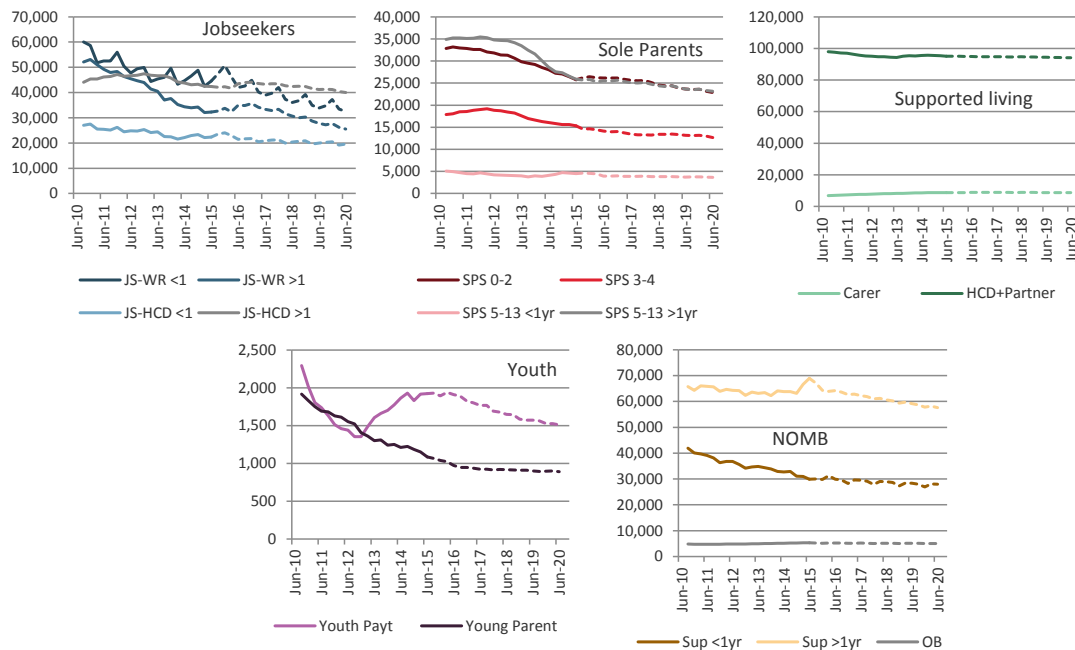 Jobseekers
70,000
60,000
50,000
40,000
30,000
20,000
10,000
0
Jun-10
Jun-11
Jun-12
Jun-13
Jun-14
Jun-15
Jun-16
Jun-17
Jun-18
Jun-19
Jun-20
JS-WR <1
JS-WR >1
JS-HCD <1
JS-HCD >1
Sole Parents
40,000
35,000
30,000
25,000
20,000
15,000
10,000
5,000
0
Jun-10
Jun-11
Jun-12
Jun-13
Jun-14
Jun-15
Jun-16
Jun-17
Jun-18
Jun-19
Jun-20
SPS 0-2
SPS 3-4
SPS 5-13 <1yr
SPS 5-13 >1yr
Supported living
120,000
100,000
80,000
60,000
40,000
20,000
0
Jun-10
Jun-11
Jun-12
Jun-13
Jun-14
Jun-15
Jun-16
Jun-17
Jun-18
Jun-19
Jun-20
Carer
HCD+Partner
Youth
2,500
2,000
1,500
1,000
500
0
Jun-10
Jun-11
Jun-12
Jun-13
Jun-14
Jun-15
Jun-16
Jun-17
Jun-18
Jun-19
Jun-20
Youth Payt
Young Parent
NOMB
80,000
70,000
60,000
50,000
40,000
30,000
20,000
10,000
0
Jun-10
Jun-11
Jun-12
Jun-13
Jun-14
Jun-15
Jun-16
Jun-17
Jun-18
Jun-19
Jun-20
Sup <1yr
Sup >1yr
OB